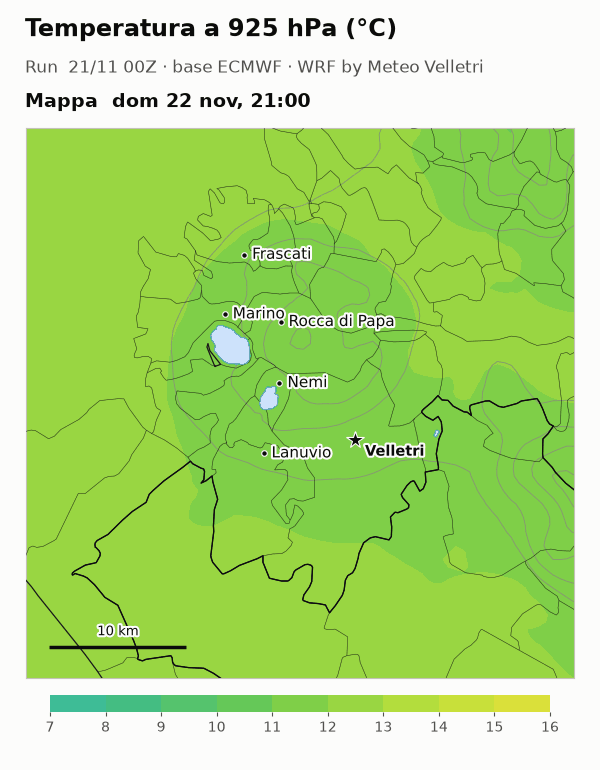 Temperatura a 925 hPa (°C)
Run  21/11 00Z · base ECMWF · WRF by Meteo Velletri
Mappa  dom 22 nov, 21:00
Frascati
Marino
Rocca di Papa
Nemi
Velletri
Lanuvio
10 km
7 8 9 10 11 12 13 14 15 16